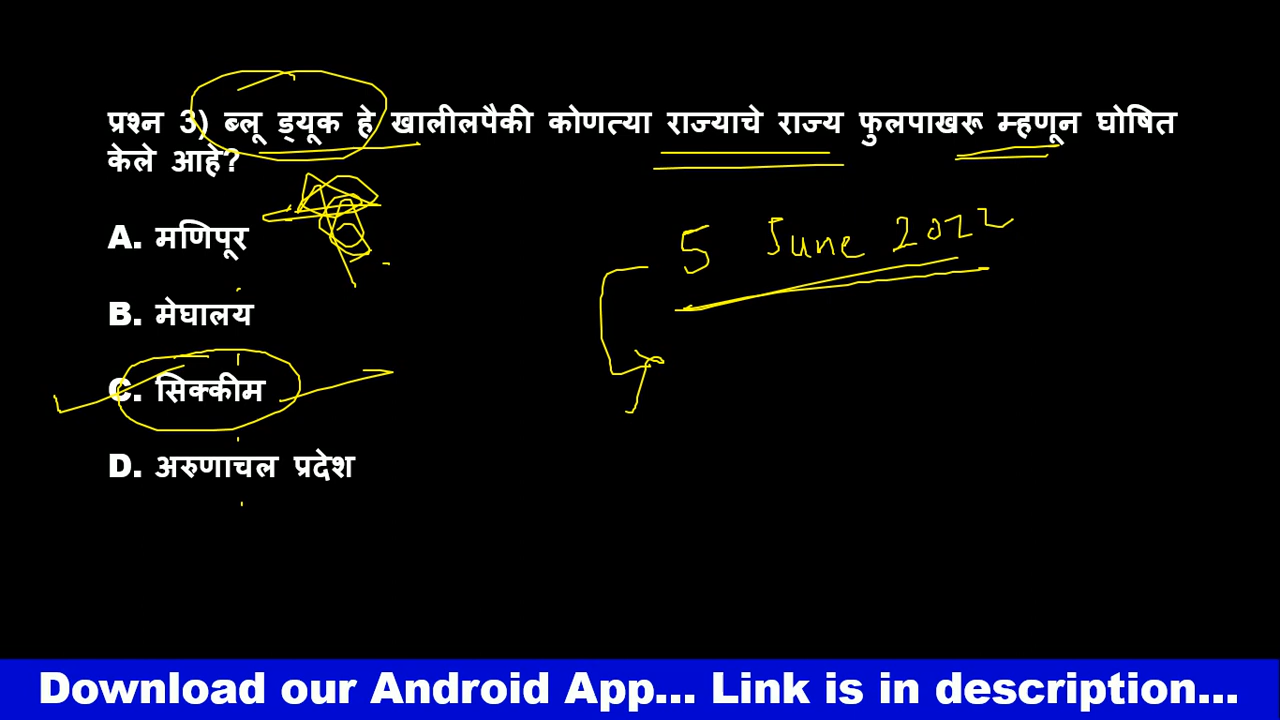 प्रश्न 3) ब्लू ड्यूक हे खालीलपैकी कोणत्या राज्याचे राज्य फुलपाखरू म्हणून घोषित
केले आहे?
A. मणिपूर
5 June 2022
B. मेघालय
C. सिक्कीम
D. अरुणाचल प्रदेश
Download our Android App... Link is in description...